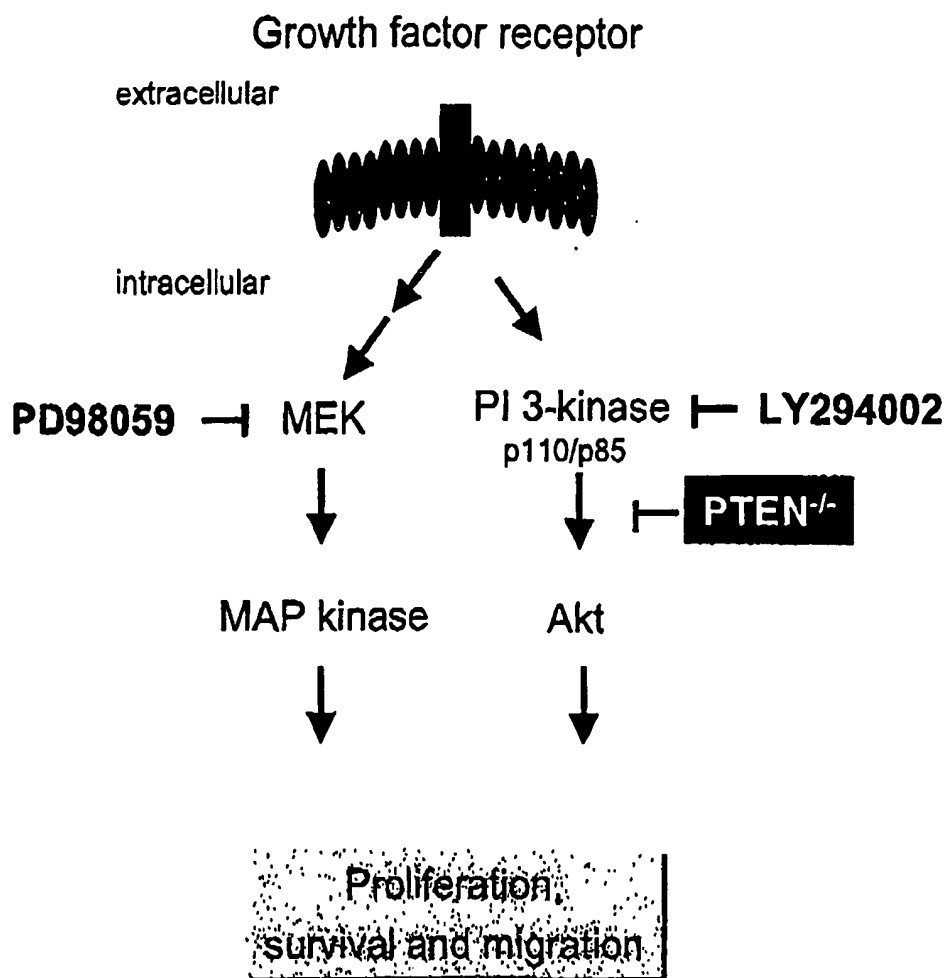 Growth factor receptor
extracellular
intracellular
PD98059 MEK PI 3-kinase LY294002
p110/p85
PTEN-/-
MAP kinase Akt
Proliferation,
survival and migration